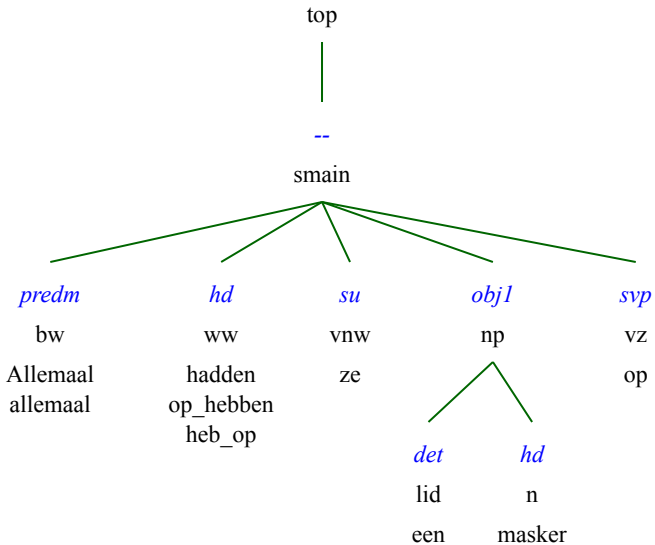 top
--
smain
predm hd su obj1 svp
bw ww vnw np vz
Allemaal hadden ze op
allemaal op_hebben
heb_op
det hd
lid n
een masker